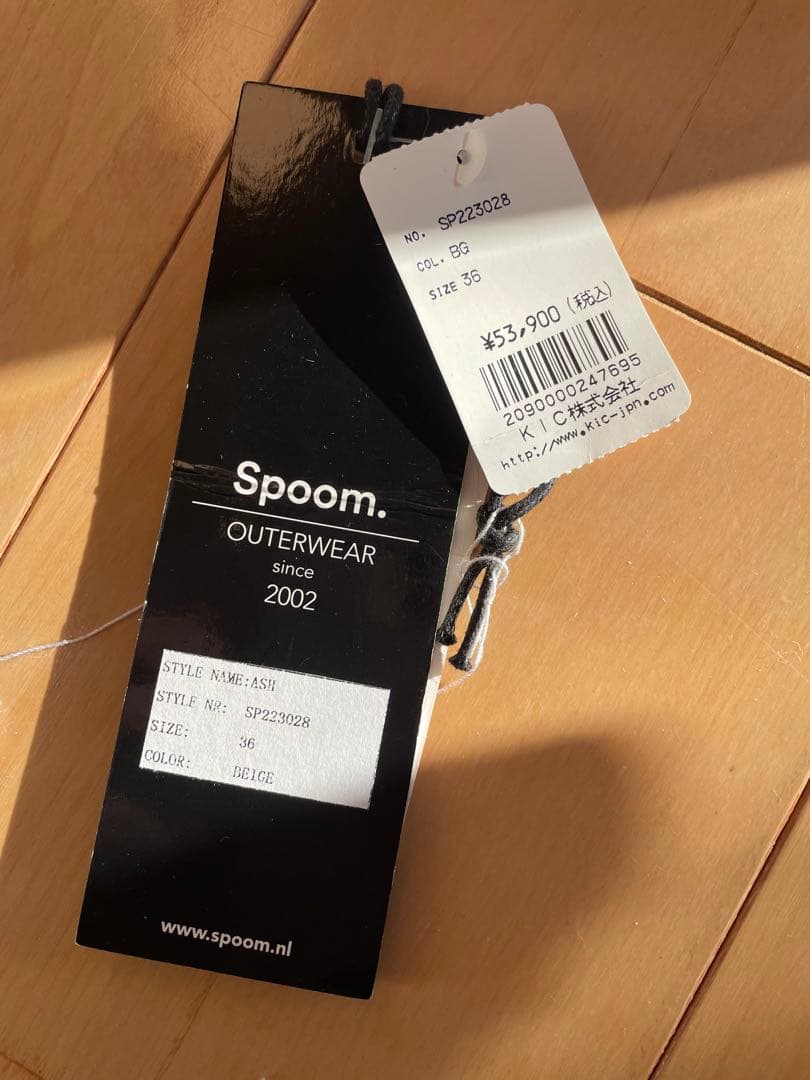 NO. SP223028
COL. BG
SIZE 36
¥53,900 (税込)
2090000247695
KIC株式会社
http://www.kic-jpn.com
Spoom.
OUTERWEAR
since
2002
STYLE NAME:ASH
STYLE NR: SP223028
SIZE: 36
COLOR: BEIGE
www.spoom.nl